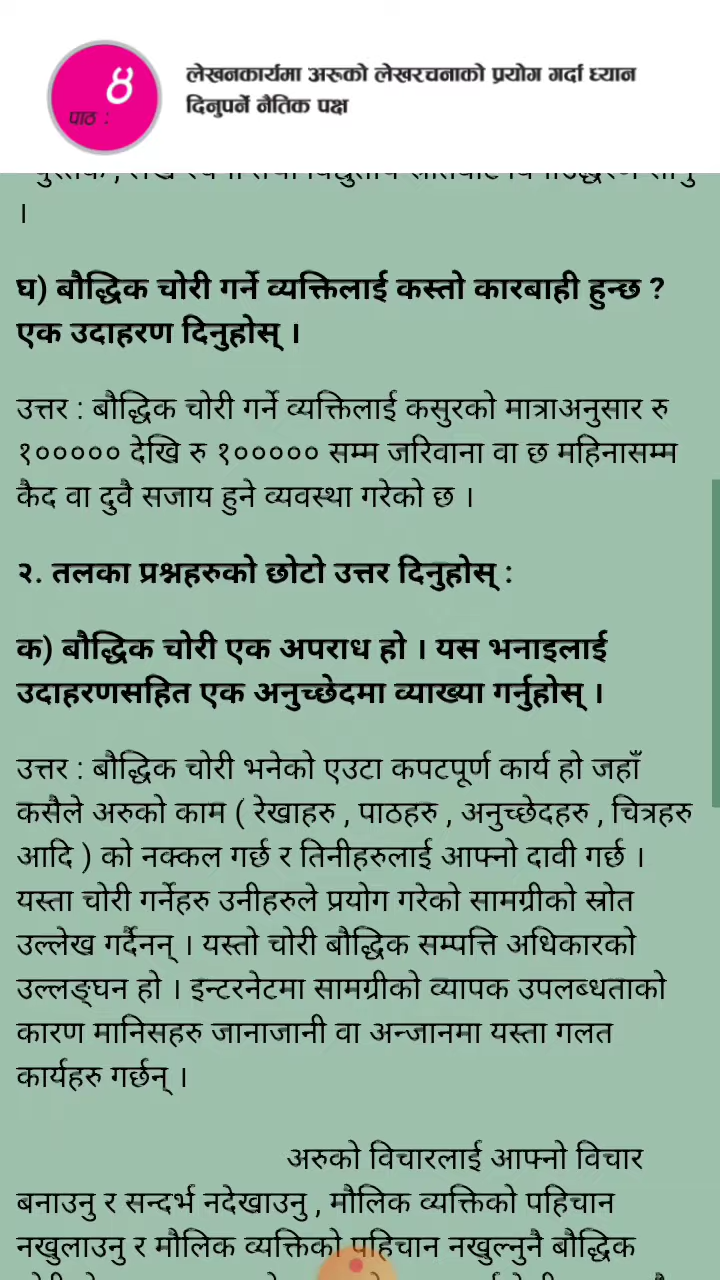 पाठ :
४
लेखनकार्यमा अरूको लेखरचनाको प्रयोग गर्दा ध्यान
दिनुपर्ने नैतिक पक्ष
।
घ) बौद्धिक चोरी गर्ने व्यक्तिलाई कस्तो कारबाही हुन्छ ?
एक उदाहरण दिनुहोस् ।
उत्तर : बौद्धिक चोरी गर्ने व्यक्तिलाई कसुरको मात्राअनुसार रु
१००००० देखि रु १००००० सम्म जरिवाना वा छ महिनासम्म
कैद वा दुवै सजाय हुने व्यवस्था गरेको छ ।
२. तलका प्रश्नहरुको छोटो उत्तर दिनुहोस् :
क) बौद्धिक चोरी एक अपराध हो । यस भनाइलाई
उदाहरणसहित एक अनुच्छेदमा व्याख्या गर्नुहोस् ।
उत्तर : बौद्धिक चोरी भनेको एउटा कपटपूर्ण कार्य हो जहाँ
कसैले अरुको काम ( रेखाहरु , पाठहरु , अनुच्छेदहरु , चित्रहरु
आदि ) को नक्कल गर्छ र तिनीहरुलाई आफ्नो दावी गर्छ ।
यस्ता चोरी गर्नेहरु उनीहरुले प्रयोग गरेको सामग्रीको स्रोत
उल्लेख गर्दैनन् । यस्तो चोरी बौद्धिक सम्पत्ति अधिकारको
उल्लङ्घन हो । इन्टरनेटमा सामग्रीको व्यापक उपलब्धताको
कारण मानिसहरु जानाजानी वा अन्जानमा यस्ता गलत
कार्यहरु गर्छन् ।
अरुको विचारलाई आफ्नो विचार
बनाउनु र सन्दर्भ नदेखाउनु , मौलिक व्यक्तिको पहिचान
नखुलाउनु र मौलिक व्यक्तिको पहिचान नखुल्नुनै बौद्धिक